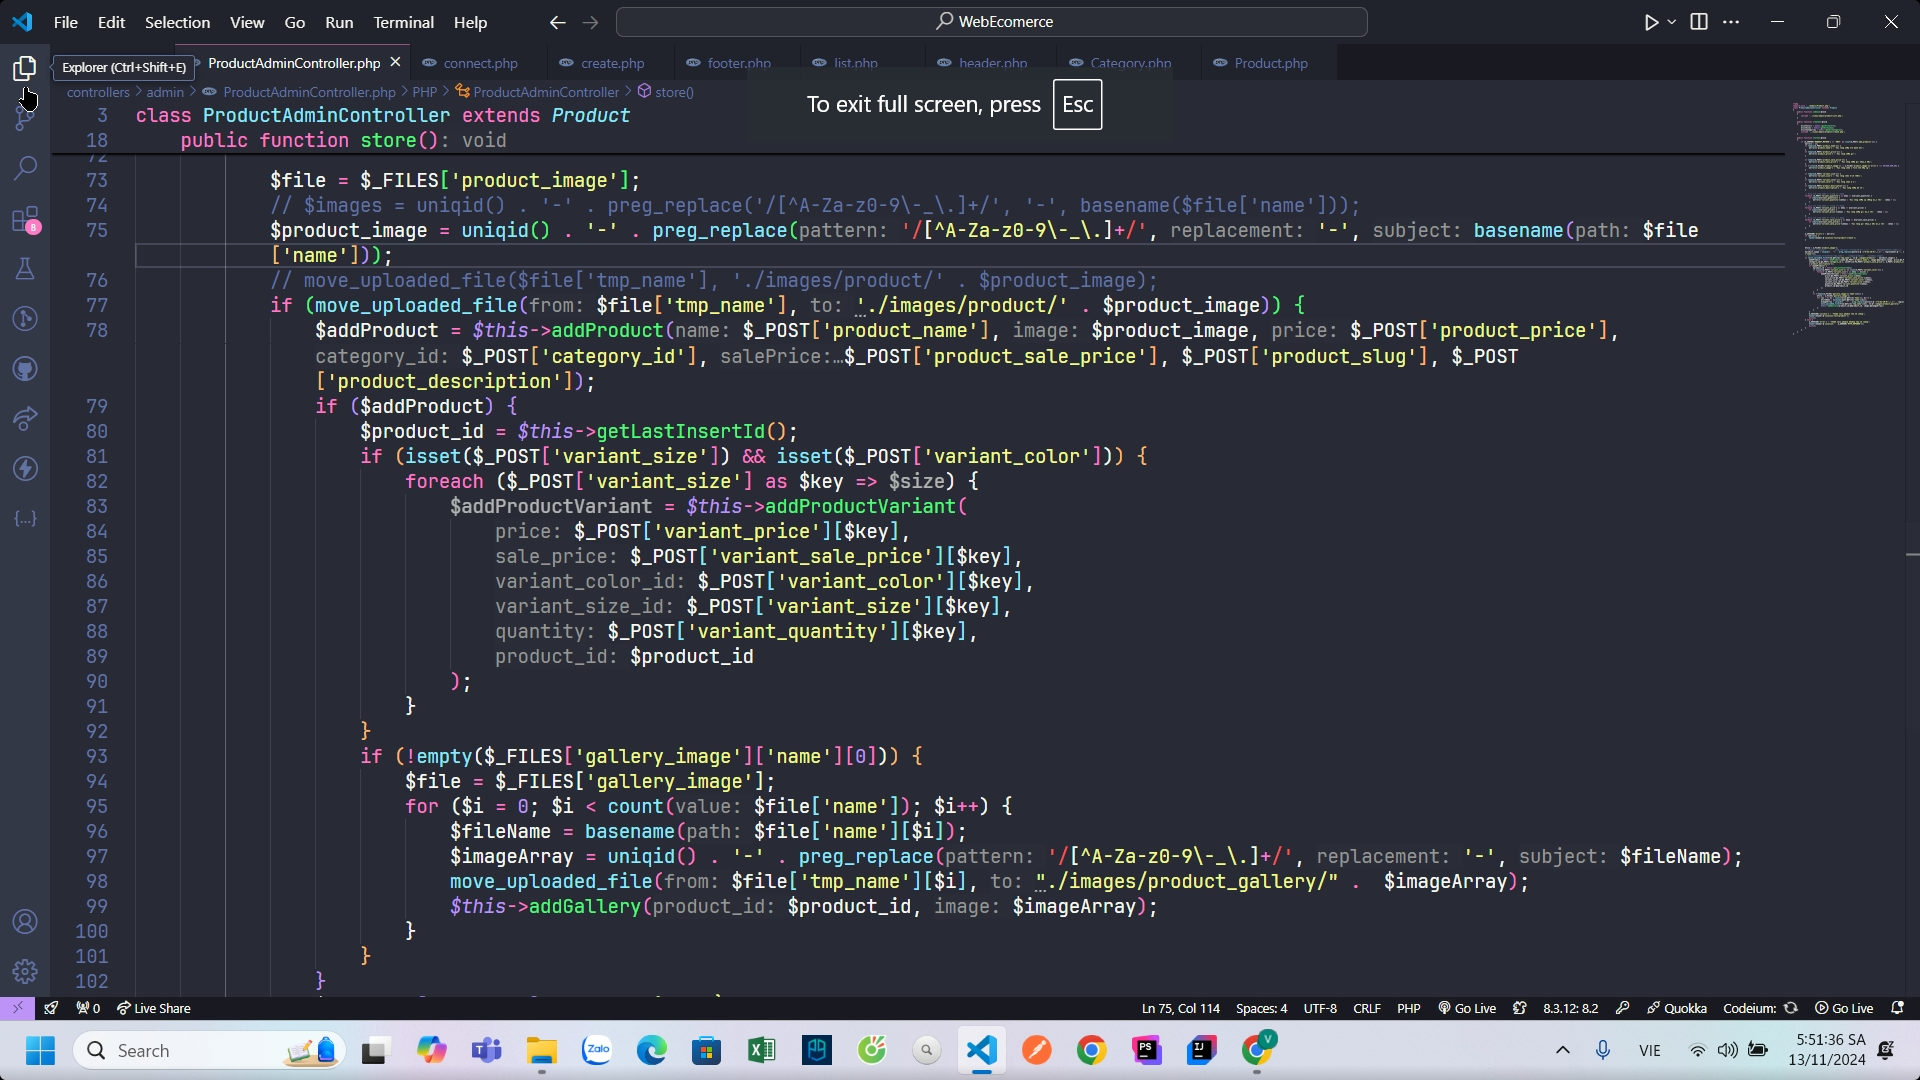 File Edit Selection View Go Run Terminal Help
WebEcomerce
Explorer (Ctrl+Shift+E)
ProductAdminController.php connect.php create.php footer.php list.php header.php Category.php Product.php
controllers > admin > ProductAdminController.php > PHP > ProductAdminController > store()
To exit full screen, press Esc
3 class ProductAdminController extends Product
18 public function store(): void
72
73 $file = $_FILES['product_image'];
74 // $images = uniqid() . '-' . preg_replace('/[^A-Za-z0-9\-_\.]+/', '-', basename($file['name']));
75 $product_image = uniqid() . '-' . preg_replace(pattern: '/[^A-Za-z0-9\-_\.]+/', replacement: '-', subject: basename(path: $file
['name']));
76 // move_uploaded_file($file['tmp_name'], './images/product/' . $product_image);
77 if (move_uploaded_file(from: $file['tmp_name'], to: './images/product/' . $product_image)) {
78 $addProduct = $this->addProduct(name: $_POST['product_name'], image: $product_image, price: $_POST['product_price'],
category_id: $_POST['category_id'], salePrice:…$_POST['product_sale_price'], $_POST['product_slug'], $_POST
['product_description']);
79 if ($addProduct) {
80 $product_id = $this->getLastInsertId();
81 if (isset($_POST['variant_size']) && isset($_POST['variant_color'])) {
82 foreach ($_POST['variant_size'] as $key => $size) {
83 $addProductVariant = $this->addProductVariant(
84 price: $_POST['variant_price'][$key],
85 sale_price: $_POST['variant_sale_price'][$key],
86 variant_color_id: $_POST['variant_color'][$key],
87 variant_size_id: $_POST['variant_size'][$key],
88 quantity: $_POST['variant_quantity'][$key],
89 product_id: $product_id
90 );
91 }
92 }
93 if (!empty($_FILES['gallery_image']['name'][0])) {
94 $file = $_FILES['gallery_image'];
95 for ($i = 0; $i < count(value: $file['name']); $i++) {
96 $fileName = basename(path: $file['name'][$i]);
97 $imageArray = uniqid() . '-' . preg_replace(pattern: '/[^A-Za-z0-9\-_\.]+/', replacement: '-', subject: $fileName);
98 move_uploaded_file(from: $file['tmp_name'][$i], to: "./images/product_gallery/" . $imageArray);
99 $this->addGallery(product_id: $product_id, image: $imageArray);
100 }
101 }
102 }
8
0 Live Share Ln 75, Col 114 Spaces: 4 UTF-8 CRLF PHP Go Live 8.3.12: 8.2 Quokka Codeium: Go Live
Search Zalo PS IJ V VIE
5:51:36 SA
13/11/2024